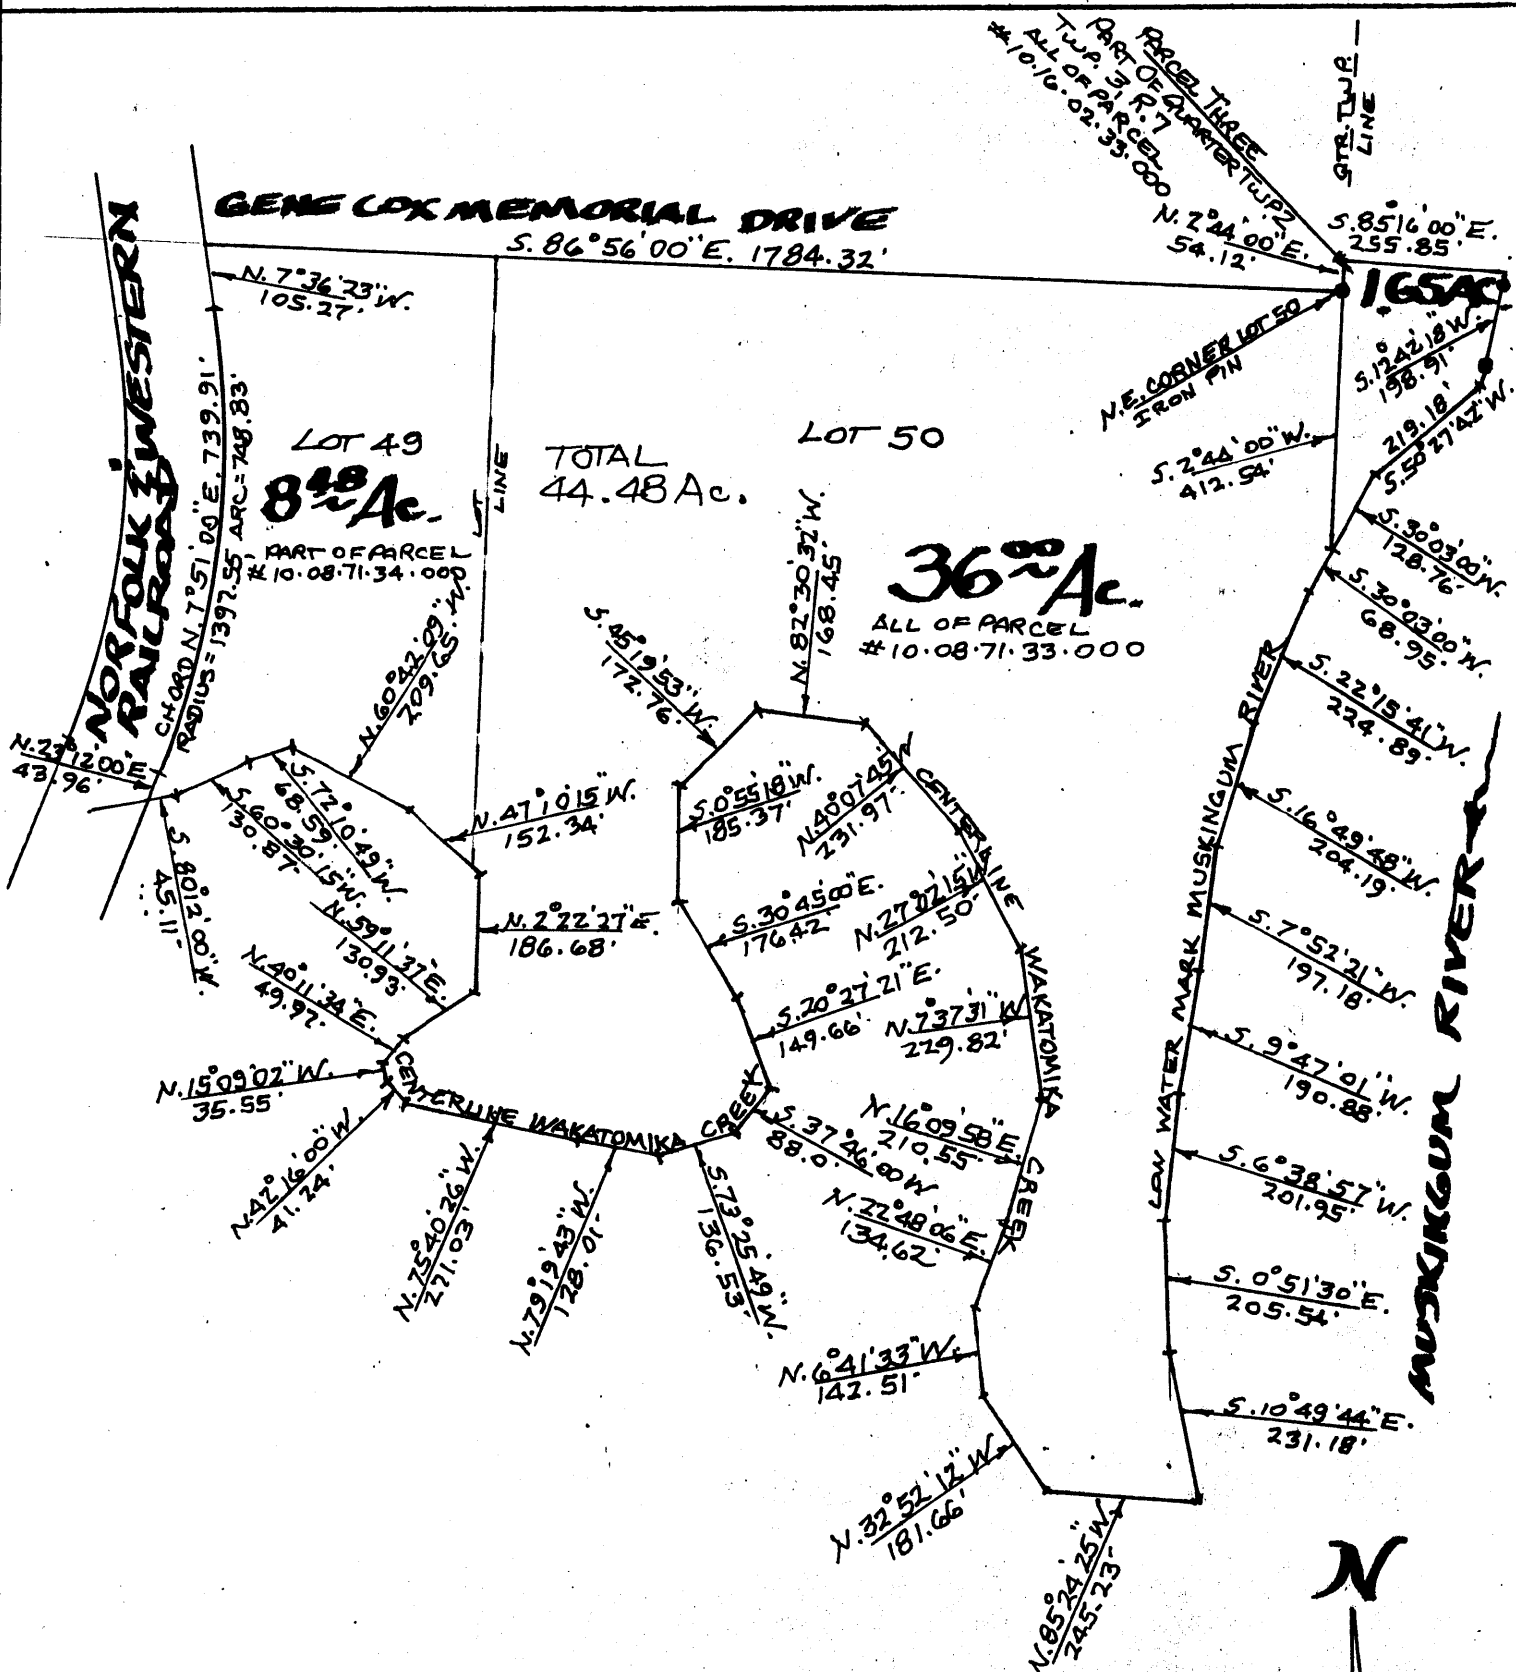 PARCEL THREE
PART OF QUARTER TWP. 2
TWP. 3, R. 7
ALL OF PARCEL
#10.16.02.33.000
QTR. TWP.
LINE
GENE COX MEMORIAL DRIVE
S. 86°56'00"E. 1784.32'
N. 2°44'00"E.
54.12'
S. 85°16'00"E.
255.85'
1.65AC
N. 7°36'23"W.
105.27'
N.E. CORNER LOT 50
IRON PIN
S. 12°42'18"W.
198.91'
219.18'
S. 50°27'42"W.
NORFOLK & WESTERN
RAILROAD
CHORD N. 7°51'00"E. 739.91'
RADIUS = 1397.55 ARC = 748.83'
LOT 49
8 48 Ac.
PART OF PARCEL
#10.08.71.34.000
LOT
LINE
TOTAL
44.48 Ac.
LOT 50
36 00 Ac.
ALL OF PARCEL
#10.08.71.33.000
S. 2°44'00"W.
412.54'
S. 30°03'00"W.
128.76'
S. 30°03'00"W.
68.95'
S. 22°15'41"W.
224.89'
S. 16°49'48"W.
204.19'
S. 7°52'21"W.
197.18'
S. 9°47'01"W.
190.88'
S. 6°38'57"W.
201.95'
S. 0°51'30"E.
205.54'
S. 10°49'44"E.
231.18'
LOW WATER MARK MUSKINGUM RIVER
MUSKINGUM RIVER
N. 23°12'00"E
43.96'
S. 80°12'00"W.
45.11'
S. 60°30'15"W.
130.87'
S. 72°10'49"W.
68.59'
N. 60°42'09"W.
209.65'
N. 47°10'15"W.
152.34'
N. 2°22'27"E.
186.68'
N. 59°11'37"E.
130.93'
N. 40°11'34"E.
49.97'
N. 15°09'02"W.
35.55'
N. 42°16'00"W.
41.24'
N. 75°40'26"W.
221.03'
N. 79°19'43"W.
128.01'
S. 73°25'49"W.
136.53'
S. 37°46'00"W
88.0'
S. 20°27'21"E.
149.66'
S. 30°45'00"E.
176.42'
S. 0°55'18"W.
185.37'
S. 45°19'53"W.
172.76'
N. 82°30'32"W.
168.45'
N. 40°07'45"W
231.97'
N. 27°02'15"W
212.50'
N. 7°37'31"W
229.82'
N. 16°09'58"E.
210.55'
N. 22°48'06"E.
134.62'
N. 6°41'33"W.
142.51'
N. 32°52'12"W.
181.66'
N. 85°24'25"W.
245.23'
CENTERLINE WAKATOMIKA CREEK
CENTERLINE WAKATOMIKA CREEK
N